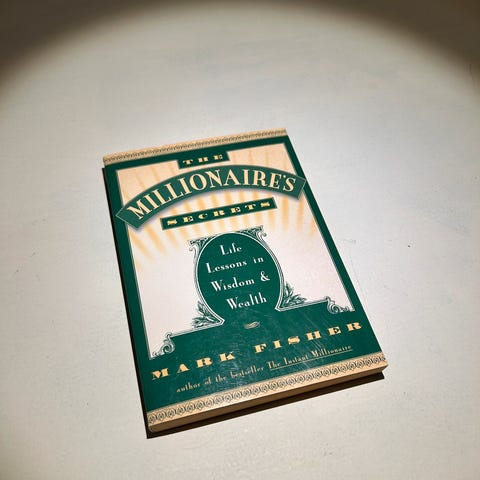 THE
MILLIONAIRE'S
SECRETS
Life
Lessons in
Wisdom &
Wealth
MARK FISHER
author of the bestseller The Instant Millionaire